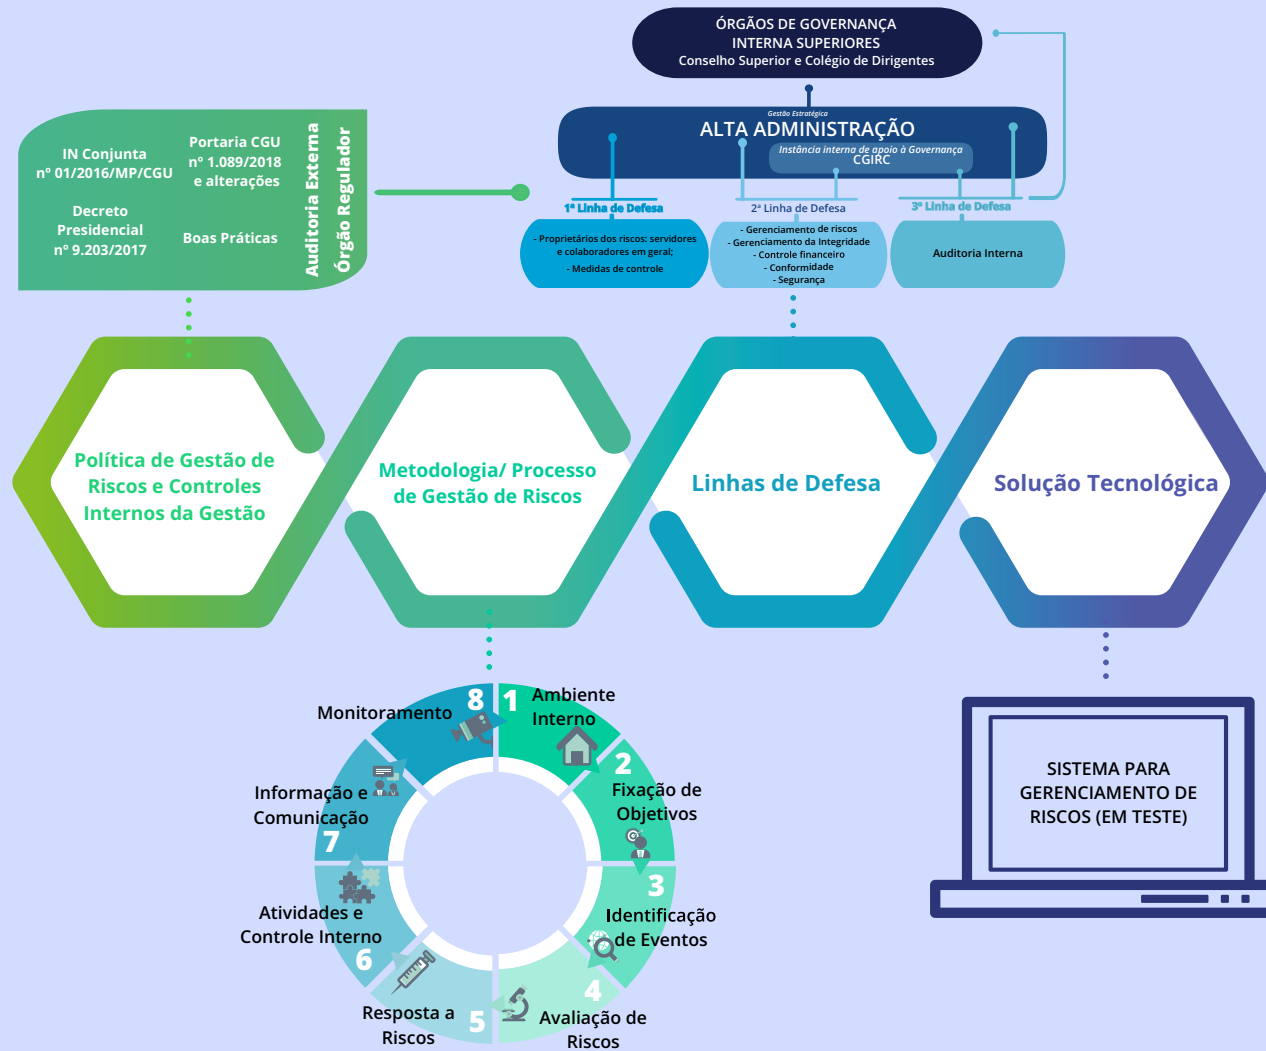 ÓRGÃOS DE GOVERNANÇA
INTERNA SUPERIORES
Conselho Superior e Colégio de Dirigentes
Gestão Estratégica
ALTA ADMINISTRAÇÃO
Instância interna de apoio à Governança
CGIRC
IN Conjunta
nº 01/2016/MP/CGU
Portaria CGU
nº 1.089/2018
e alterações
Decreto
Presidencial
nº 9.203/2017
Boas Práticas
Auditoria Externa
Órgão Regulador
1ª Linha de Defesa
- Proprietários dos riscos: servidores
e colaboradores em geral;
- Medidas de controle
2ª Linha de Defesa
- Gerenciamento de riscos
- Gerenciamento da Integridade
- Controle financeiro
- Conformidade
- Segurança
3ª Linha de Defesa
Auditoria Interna
Política de Gestão de
Riscos e Controles
Internos da Gestão
Metodologia/ Processo
de Gestão de Riscos
Linhas de Defesa
Solução Tecnológica
1
Ambiente
Interno
2
Fixação de
Objetivos
3
Identificação
de Eventos
4
Avaliação de
Riscos
5
Resposta a
Riscos
6
Atividades e
Controle Interno
7
Informação e
Comunicação
8
Monitoramento
SISTEMA PARA
GERENCIAMENTO DE
RISCOS (EM TESTE)